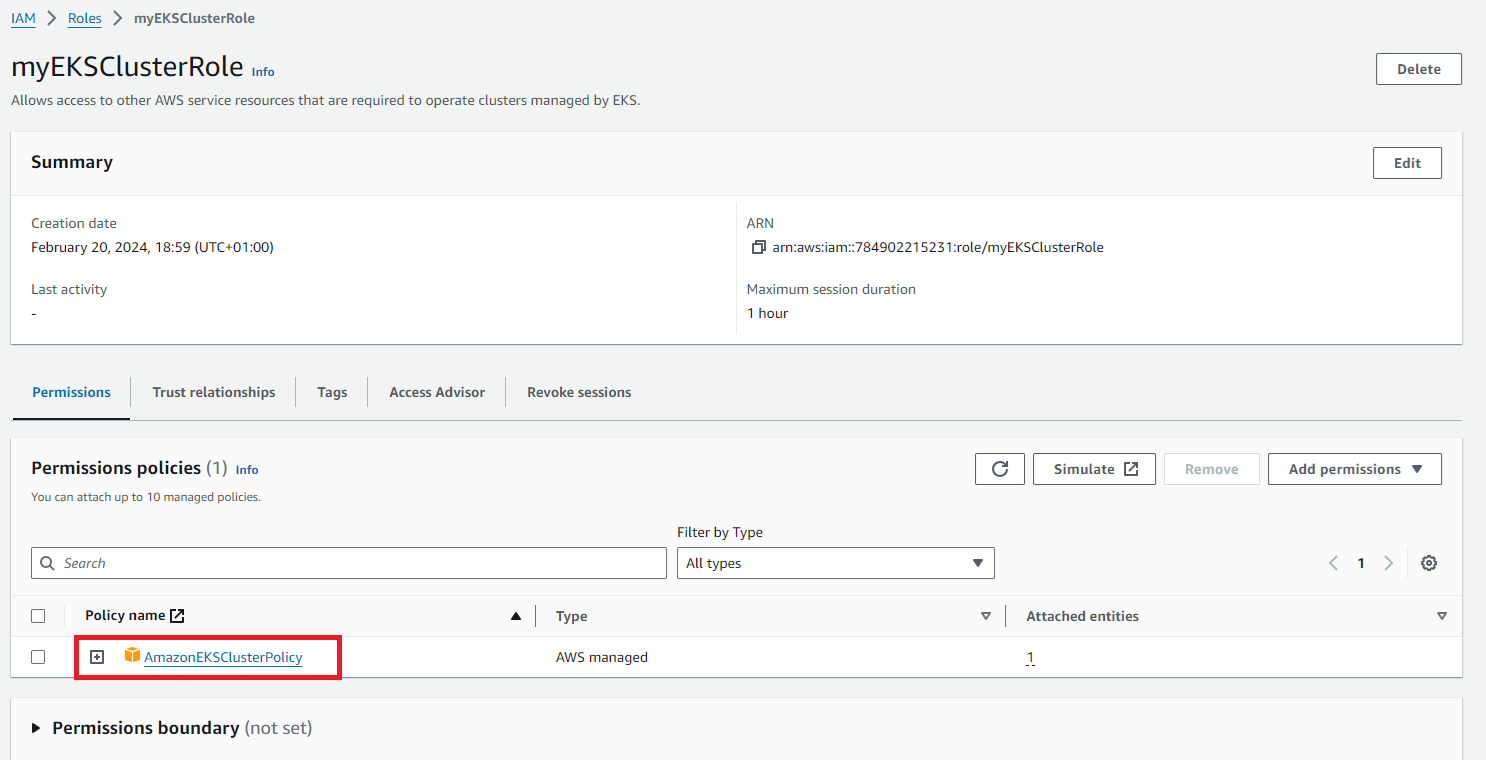 IAM > Roles > myEKSClusterRole
myEKSClusterRole Info
Delete
Allows access to other AWS service resources that are required to operate clusters managed by EKS.
Summary
Edit
Creation date
February 20, 2024, 18:59 (UTC+01:00)
ARN
arn:aws:iam::784902215231:role/myEKSClusterRole
Last activity
-
Maximum session duration
1 hour
Permissions Trust relationships Tags Access Advisor Revoke sessions
Permissions policies (1) Info
Simulate Remove Add permissions
You can attach up to 10 managed policies.
Filter by Type
Search
All types
1
Policy name Type Attached entities
AmazonEKSClusterPolicy AWS managed 1
Permissions boundary (not set)